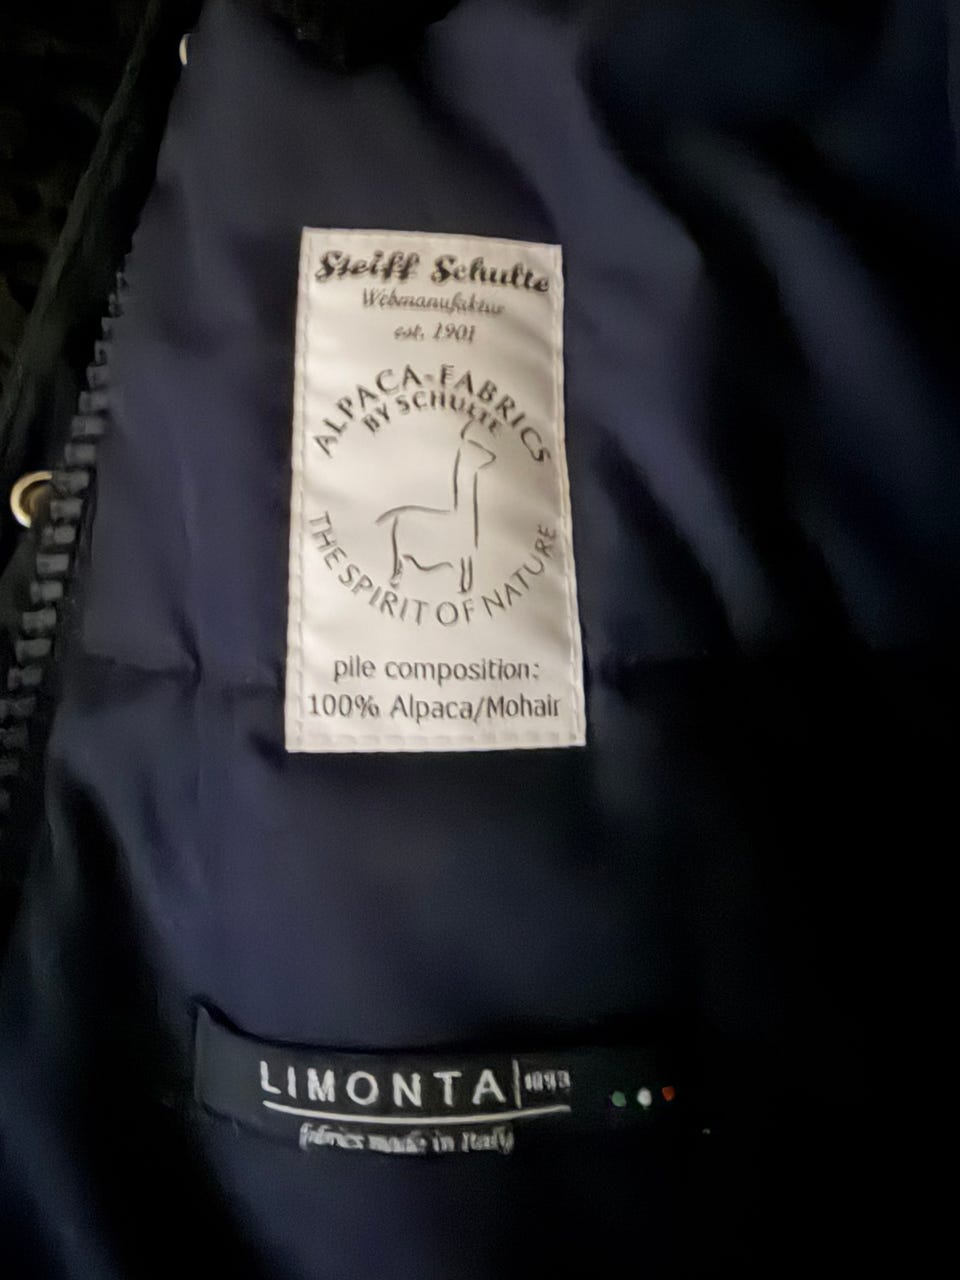 Steiff Schulte
Webmanufaktur
est. 1901
ALPACA-FABRICS
BY SCHULTE
THE SPIRIT OF NATURE
pile composition:
100% Alpaca/Mohair
LIMONTA
fabrics made in Italy